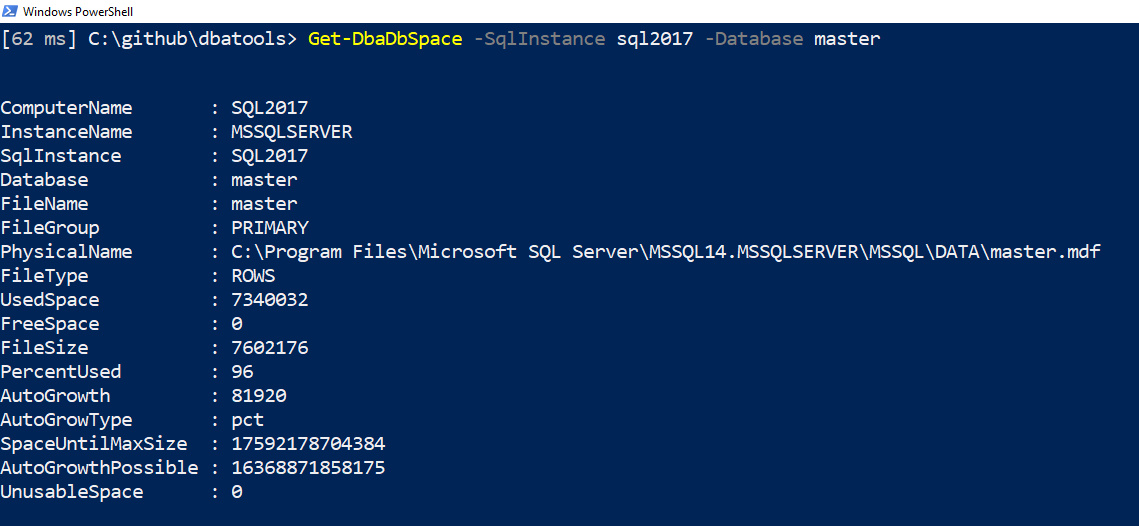 Windows PowerShell
[62 ms] C:\github\dbatools> Get-DbaDbSpace -SqlInstance sql2017 -Database master
ComputerName : SQL2017
InstanceName : MSSQLSERVER
SqlInstance : SQL2017
Database : master
FileName : master
FileGroup : PRIMARY
PhysicalName : C:\Program Files\Microsoft SQL Server\MSSQL14.MSSQLSERVER\MSSQL\DATA\master.mdf
FileType : ROWS
UsedSpace : 7340032
FreeSpace : 0
FileSize : 7602176
PercentUsed : 96
AutoGrowth : 81920
AutoGrowType : pct
SpaceUntilMaxSize : 17592178704384
AutoGrowthPossible : 16368871858175
UnusableSpace : 0